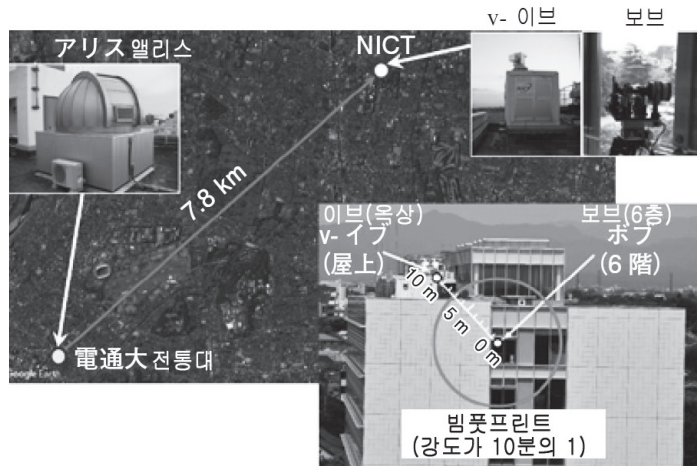 v- 이브 보브
アリス앨리스
NICT
7.8 km
電通大 전통대
Google Earth
이브(옥상)
v- イブ
(屋上)
보브(6층)
ボブ
(6 階)
10 m 5 m 0 m
빔풋프린트
(강도가 10분의 1)